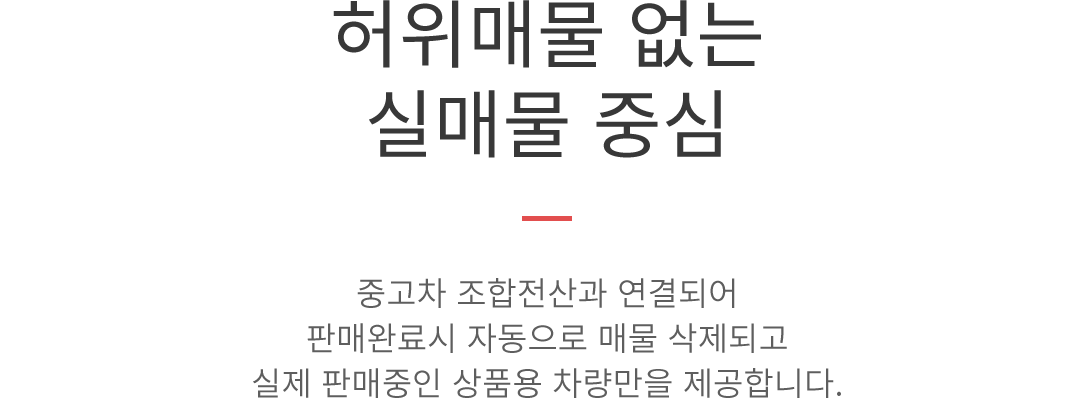 허위매물 없는
실매물 중심
중고차 조합전산과 연결되어
판매완료시 자동으로 매물 삭제되고
실제 판매중인 상품용 차량만을 제공합니다.